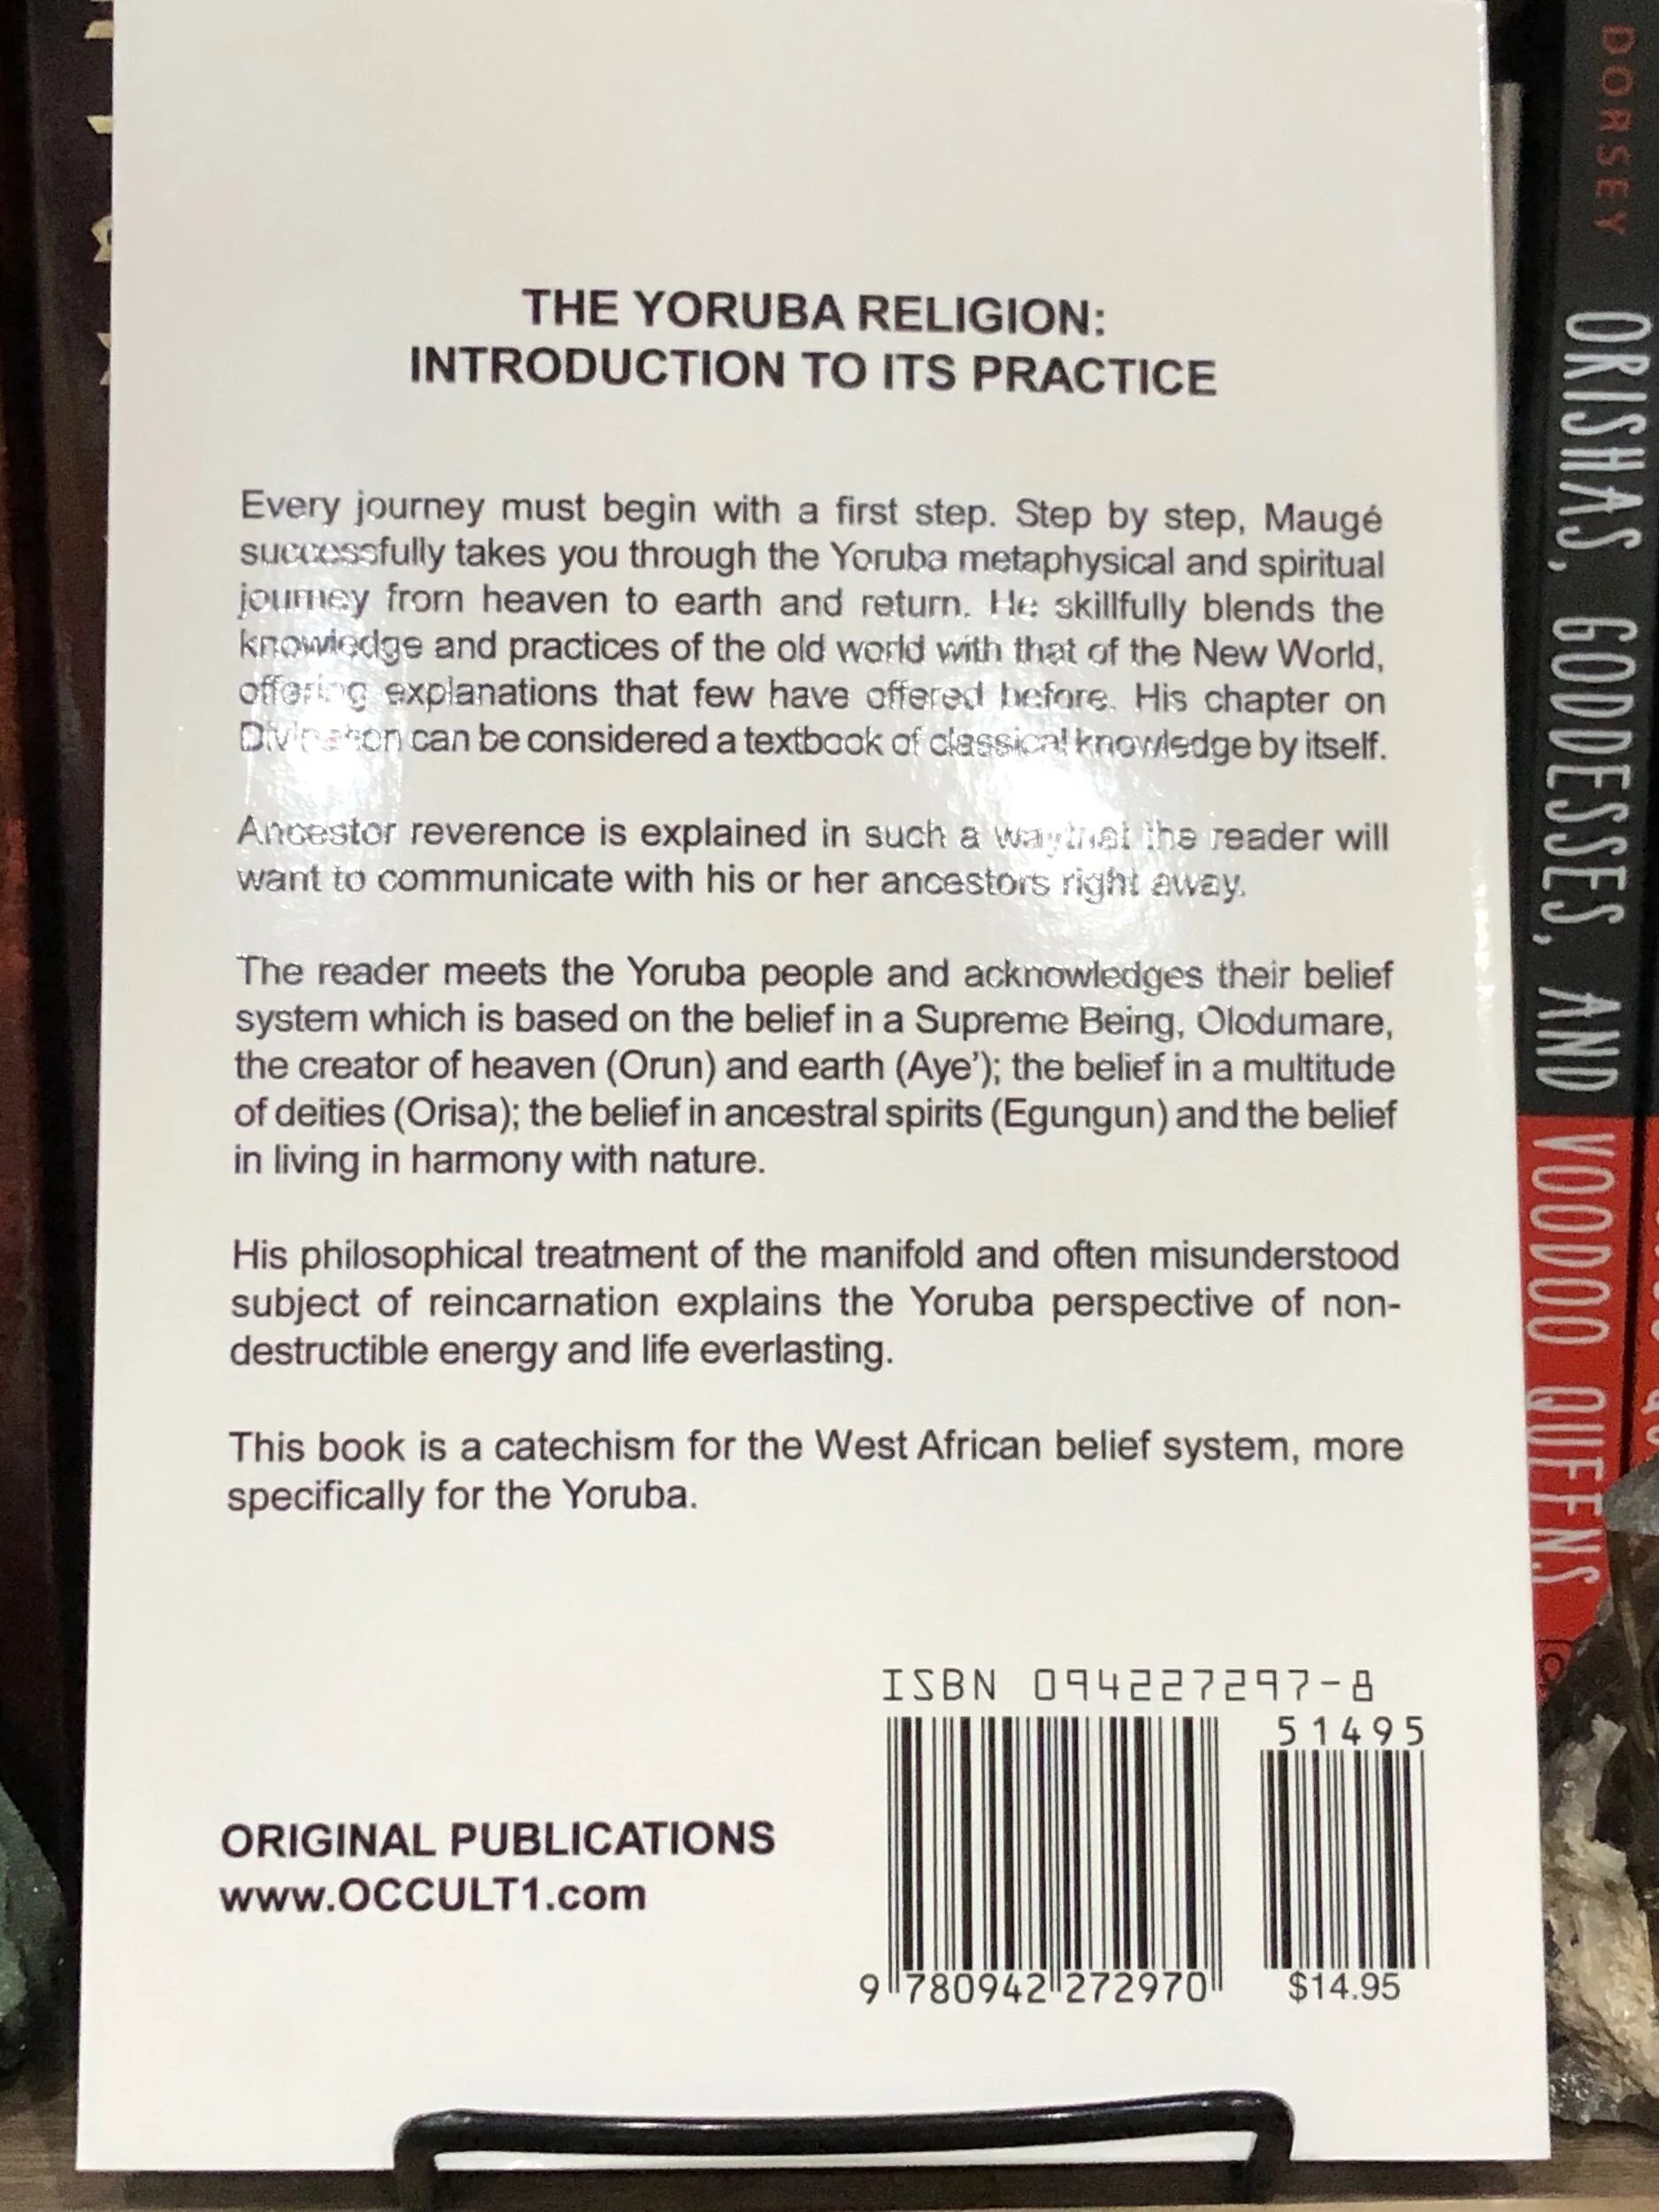 THE YORUBA RELIGION:
INTRODUCTION TO ITS PRACTICE
Every journey must begin with a first step. Step by step, Maugé
successfully takes you through the Yoruba metaphysical and spiritual
journey from heaven to earth and return. He skillfully blends the
knowledge and practices of the old world with that of the New World,
offering explanations that few have offered before. His chapter on
Divination can be considered a textbook of classical knowledge by itself.
Ancestor reverence is explained in such a way that the reader will
want to communicate with his or her ancestors right away.
The reader meets the Yoruba people and acknowledges their belief
system which is based on the belief in a Supreme Being, Olodumare,
the creator of heaven (Orun) and earth (Aye'); the belief in a multitude
of deities (Orisa); the belief in ancestral spirits (Egungun) and the belief
in living in harmony with nature.
His philosophical treatment of the manifold and often misunderstood
subject of reincarnation explains the Yoruba perspective of non-
destructible energy and life everlasting.
This book is a catechism for the West African belief system, more
specifically for the Yoruba.
ORIGINAL PUBLICATIONS
www.OCCULT1.com
ISBN 094227297-8
51495
9 780942 272970
$14.95
DORSEY
ORISHAS, GODDESSES, AND VOODOO QUEENS